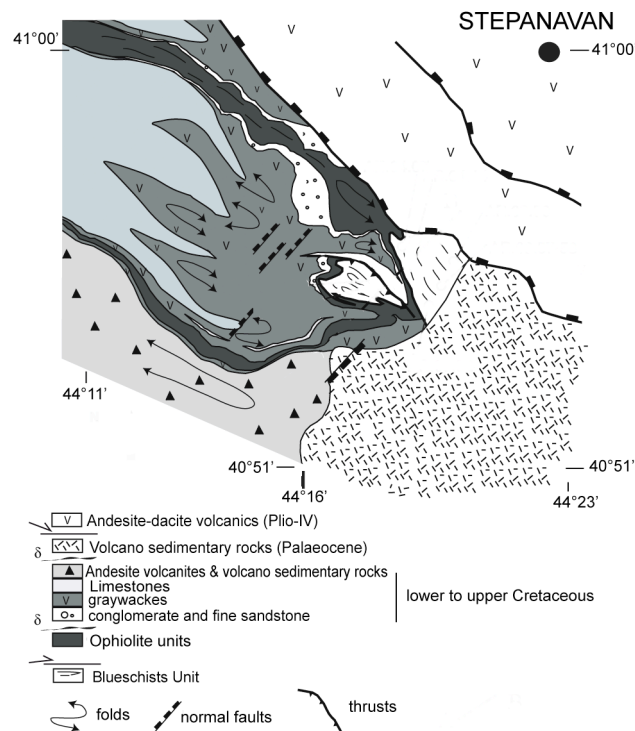 STEPANAVAN
41°00'
41°00
44°11'
40°51'
40°51'
44°16'
44°23'
V Andesite-dacite volcanics (Plio-IV)
δ Volcano sedimentary rocks (Palaeocene)
Andesite volcanites & volcano sedimentary rocks
Limestones
lower to upper Cretaceous
V graywackes
δ conglomerate and fine sandstone
Ophiolite units
Blueschists Unit
folds
normal faults
thrusts